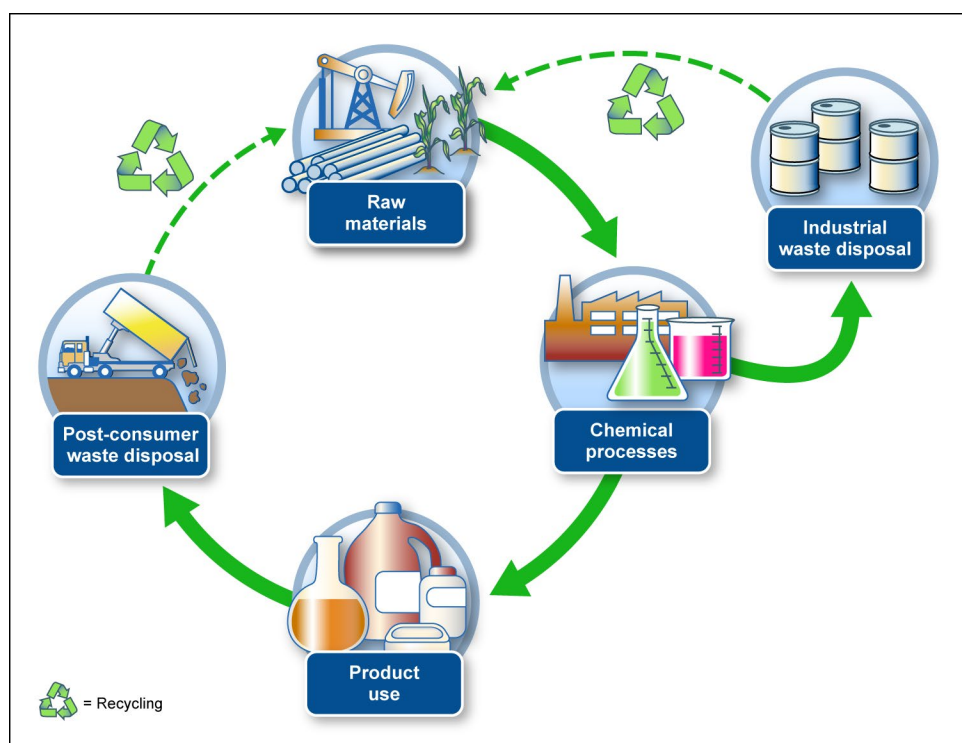 Raw
materials
Industrial
waste disposal
Chemical
processes
Post-consumer
waste disposal
Product
use
= Recycling